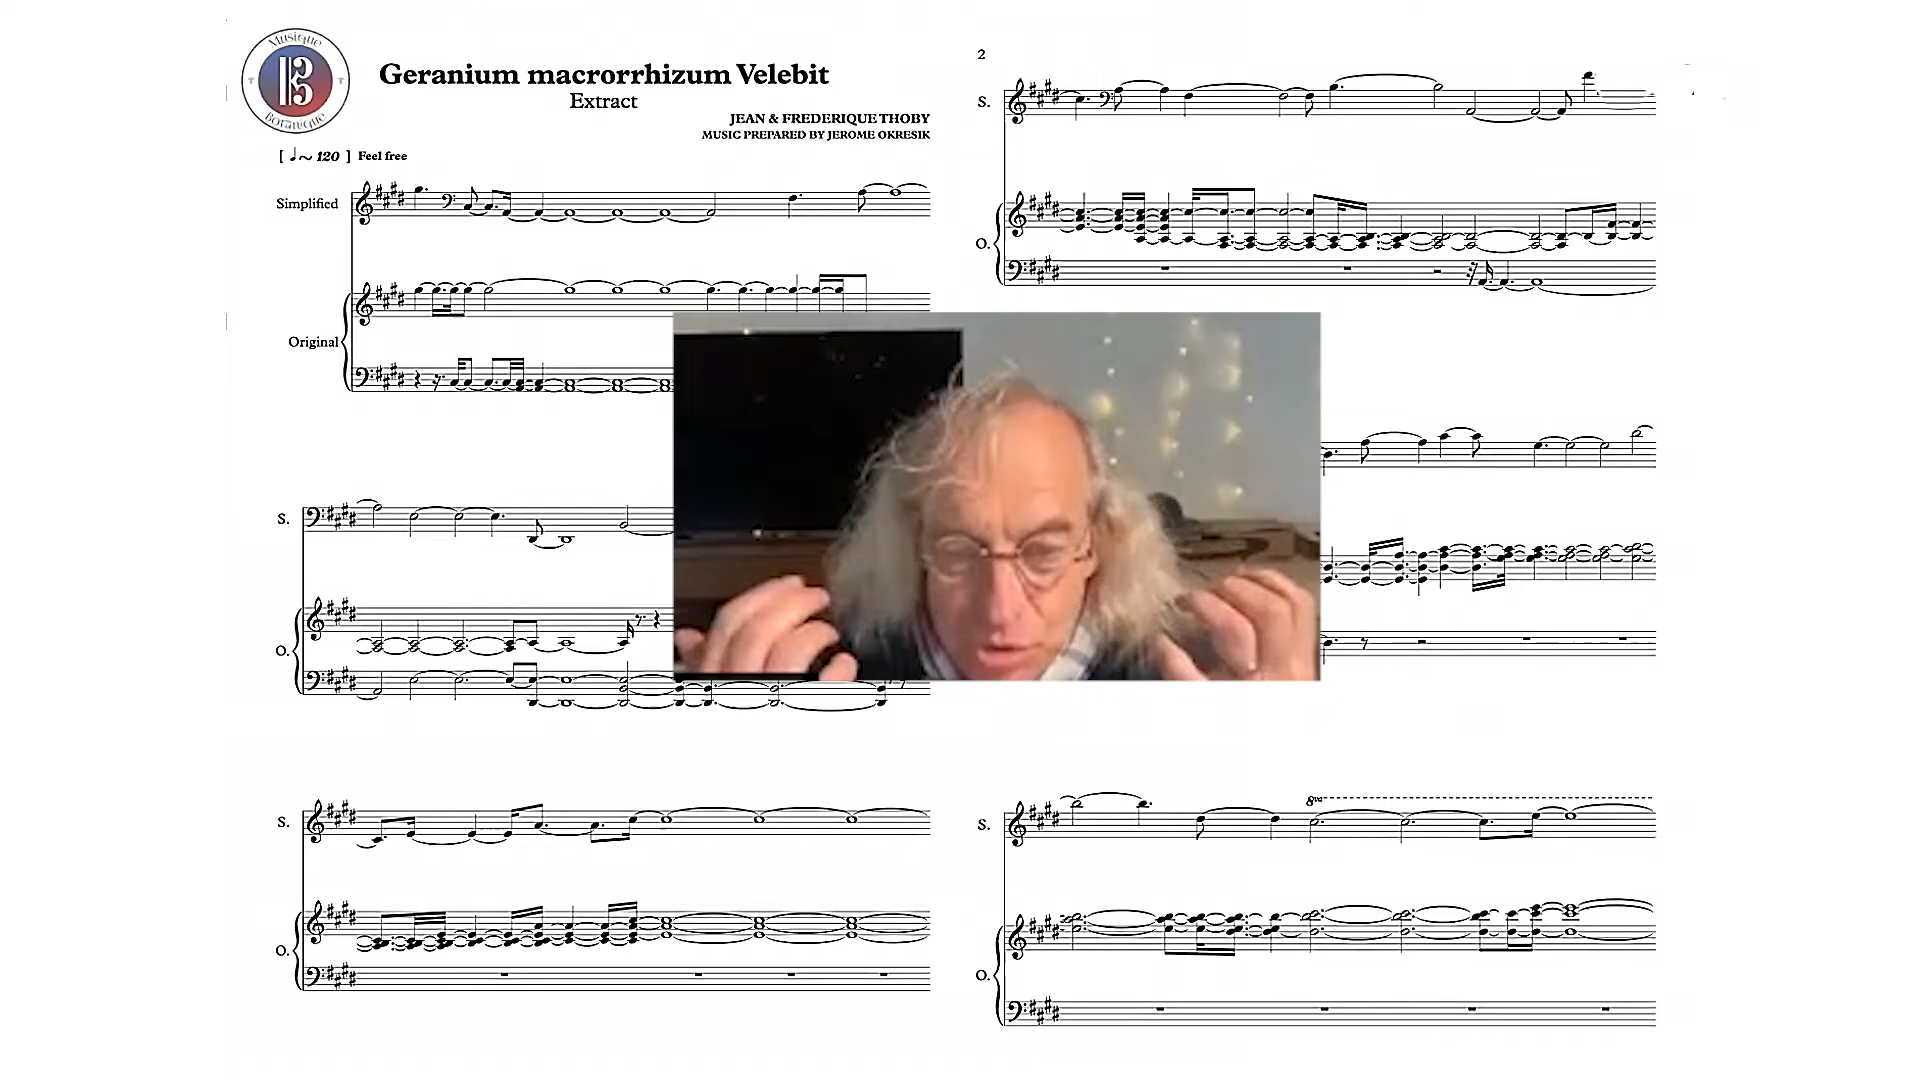 Musique
T T
Botanique
Geranium macrorrhizum Velebit
Extract
JEAN & FREDERIQUE THOBY
MUSIC PREPARED BY JEROME OKRESIK
[ ♩~ 120 ] Feel free
Simplified
Original
S.
O.
S.
O.
2
S.
O.
S.
O.
8va